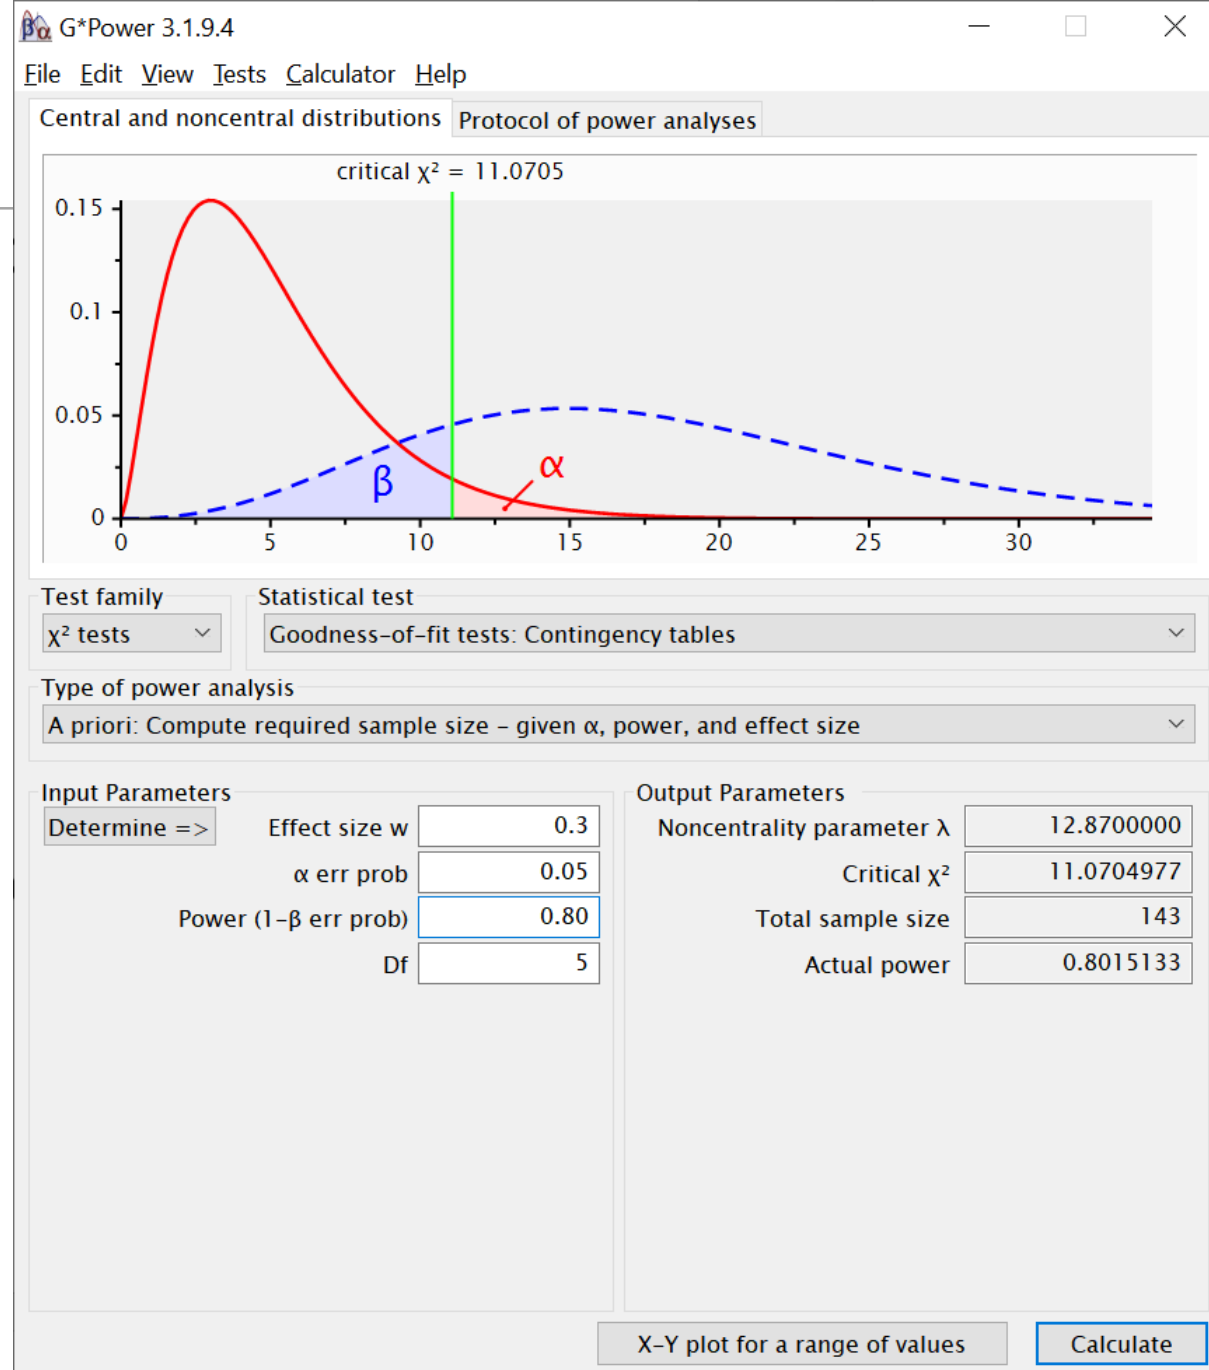 G*Power 3.1.9.4
File Edit View Tests Calculator Help
Central and noncentral distributions Protocol of power analyses
critical χ² = 11.0705
0.15
0.1
0.05
0
β
α
0 5 10 15 20 25 30
Test family Statistical test
χ² tests Goodness-of-fit tests: Contingency tables
Type of power analysis
A priori: Compute required sample size - given α, power, and effect size
Input Parameters Output Parameters
Determine => Effect size w 0.3 Noncentrality parameter λ 12.8700000
α err prob 0.05 Critical χ² 11.0704977
Power (1-β err prob) 0.80 Total sample size 143
Df 5 Actual power 0.8015133
X-Y plot for a range of values Calculate